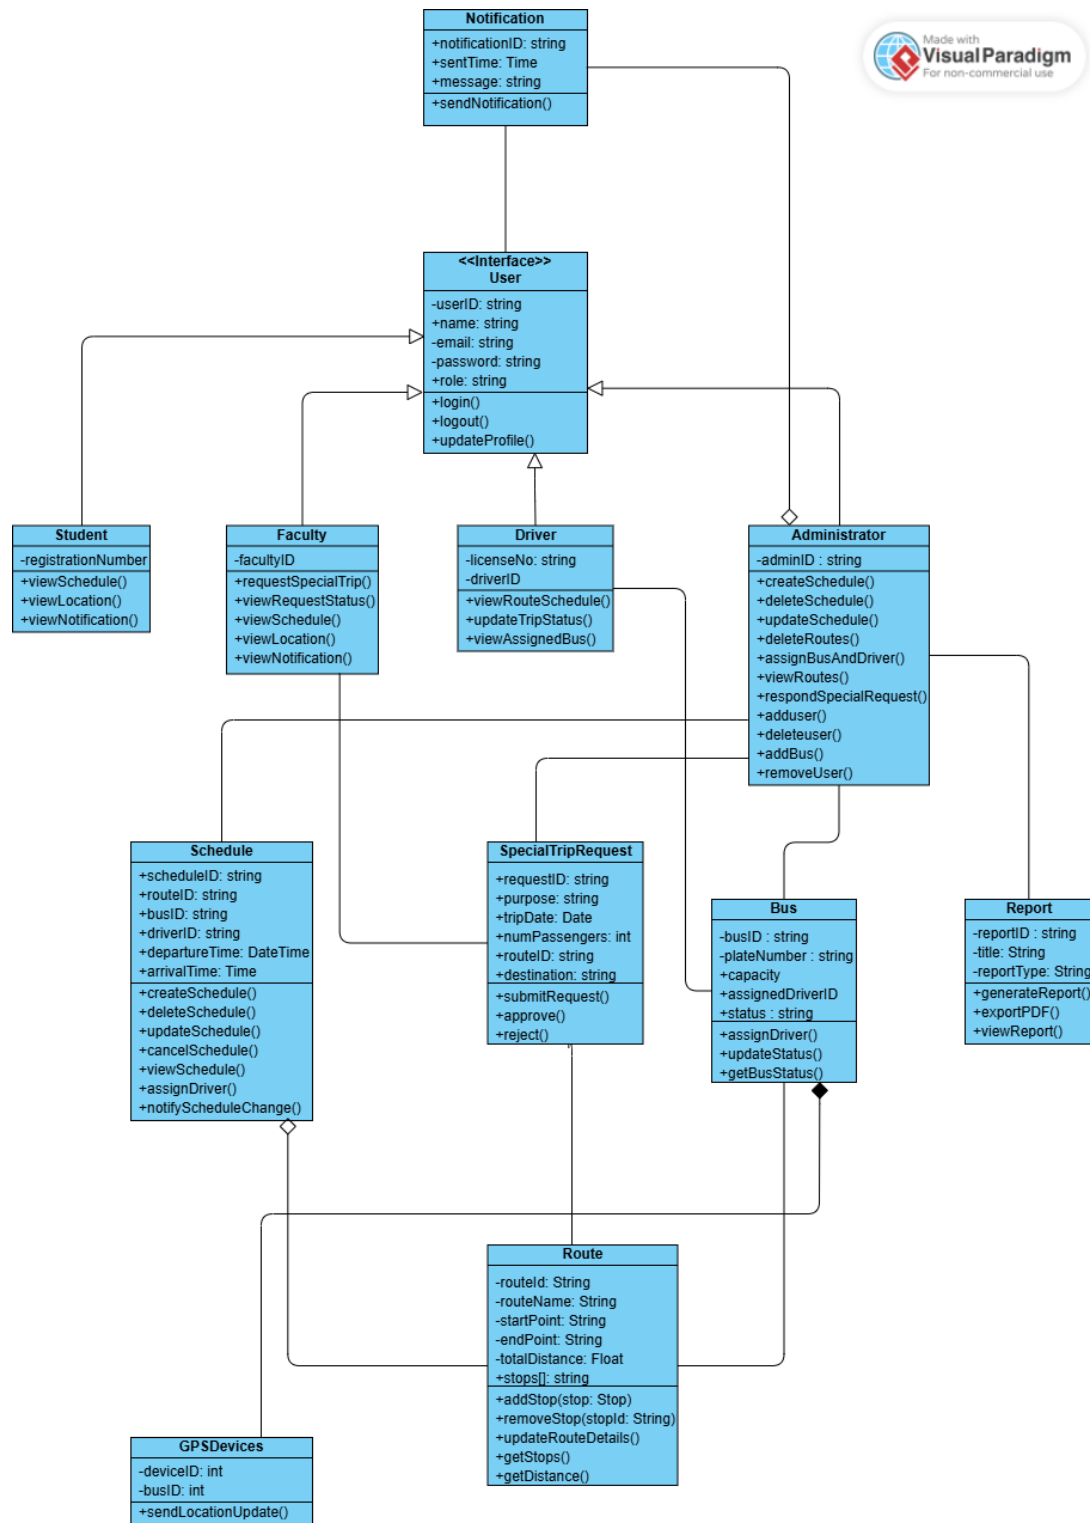 Notification
+notificationID: string
+sentTime: Time
+message: string
+sendNotification()
Made with
VisualParadigm
For non-commercial use
<<Interface>>
User
-userID: string
+name: string
-email: string
-password: string
+role: string
+login()
+logout()
+updateProfile()
Student
-registrationNumber
+viewSchedule()
+viewLocation()
+viewNotification()
Faculty
-facultyID
+requestSpecialTrip()
+viewRequestStatus()
+viewSchedule()
+viewLocation()
+viewNotification()
Driver
-licenseNo: string
-driverID
+viewRouteSchedule()
+updateTripStatus()
+viewAssignedBus()
Administrator
-adminID : string
+createSchedule()
+deleteSchedule()
+updateSchedule()
+deleteRoutes()
+assignBusAndDriver()
+viewRoutes()
+respondSpecialRequest()
+adduser()
+deleteuser()
+addBus()
+removeUser()
Schedule
+scheduleID: string
+routeID: string
+busID: string
+driverID: string
+departureTime: DateTime
+arrivalTime: Time
+createSchedule()
+deleteSchedule()
+updateSchedule()
+cancelSchedule()
+viewSchedule()
+assignDriver()
+notifyScheduleChange()
SpecialTripRequest
+requestID: string
+purpose: string
+tripDate: Date
+numPassengers: int
+routeID: string
+destination: string
+submitRequest()
+approve()
+reject()
Bus
-busID : string
-plateNumber : string
+capacity
+assignedDriverID
+status : string
+assignDriver()
+updateStatus()
+getBusStatus()
Report
-reportID : string
-title: String
-reportType: String
+generateReport()
+exportPDF()
+viewReport()
Route
-routeId: String
-routeName: String
-startPoint: String
-endPoint: String
-totalDistance: Float
+stops[]: string
+addStop(stop: Stop)
+removeStop(stopId: String)
+updateRouteDetails()
+getStops()
+getDistance()
GPSDevices
-deviceID: int
-busID: int
+sendLocationUpdate()